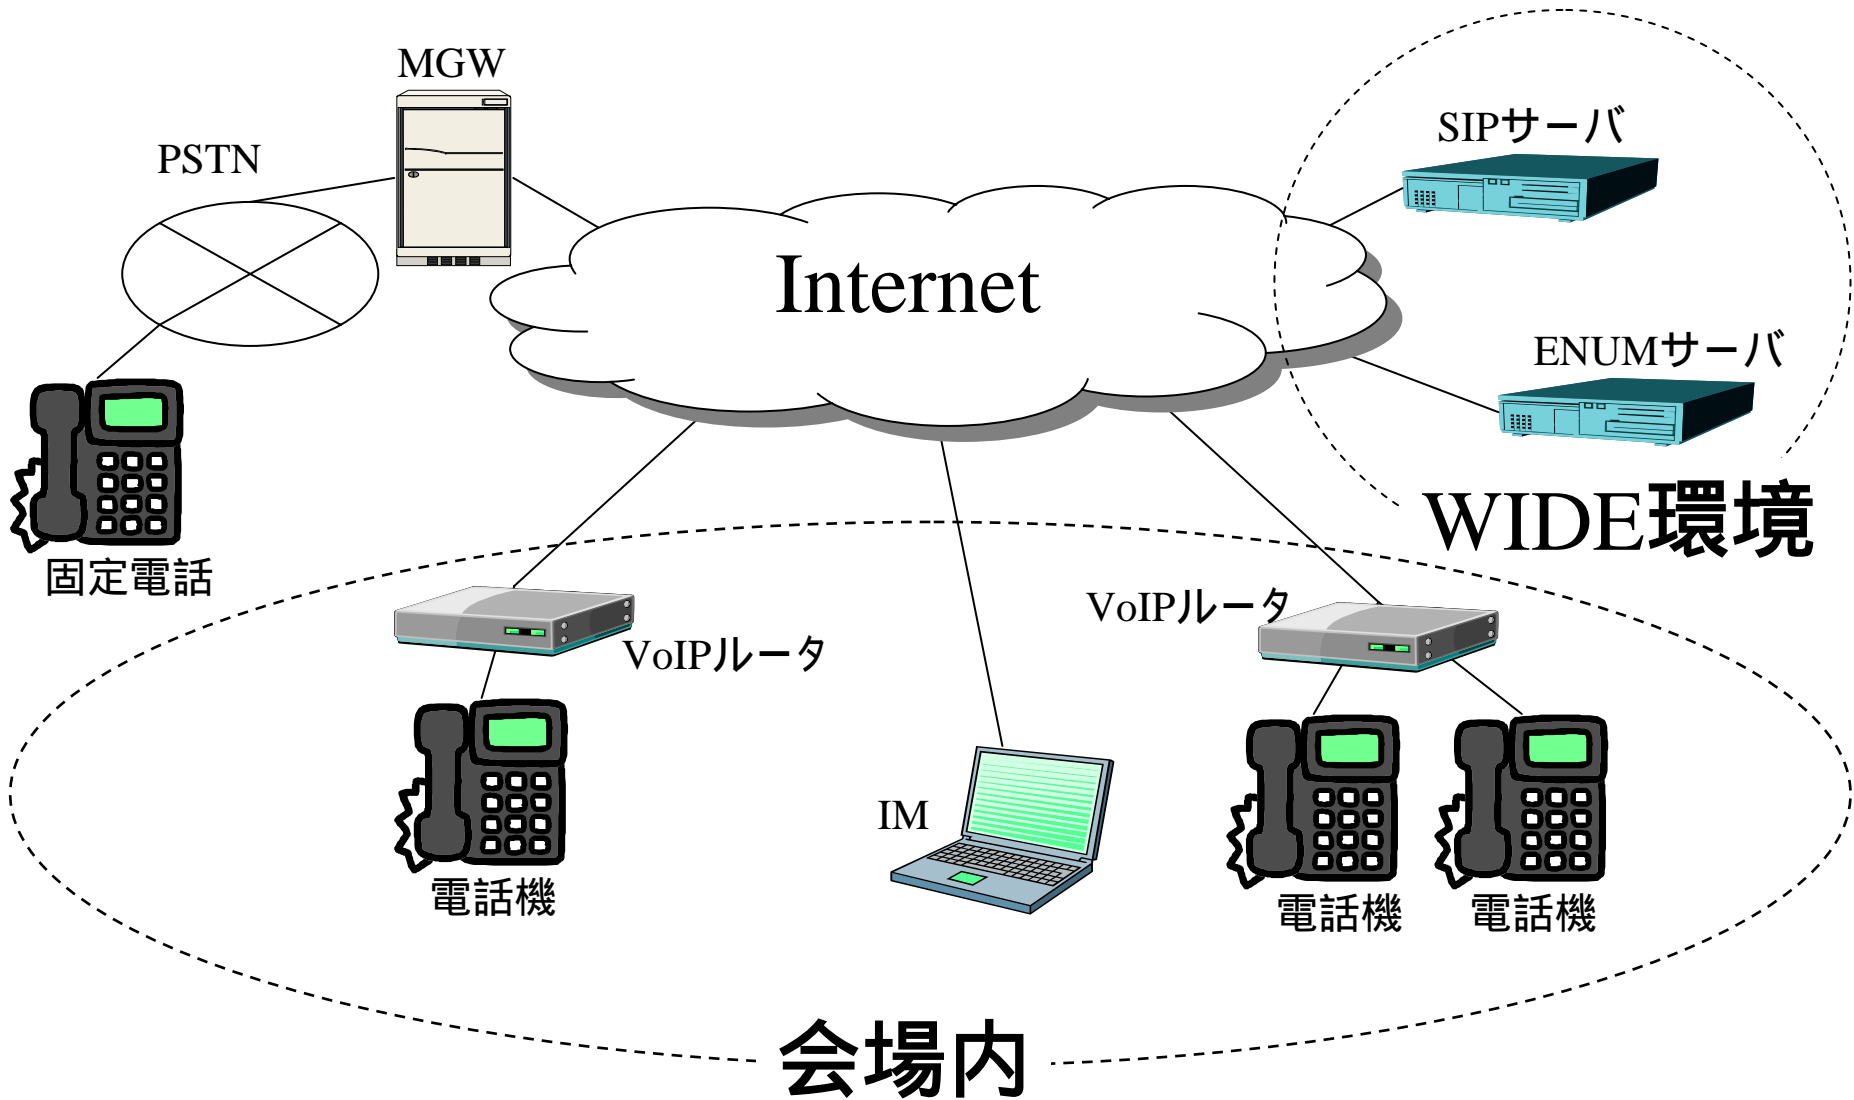 MGW
PSTN
SIPサーバ
Internet
ENUMサーバ
WIDE環境
固定電話
VoIPルータ
VoIPルータ
IM
電話機
電話機
電話機
会場内